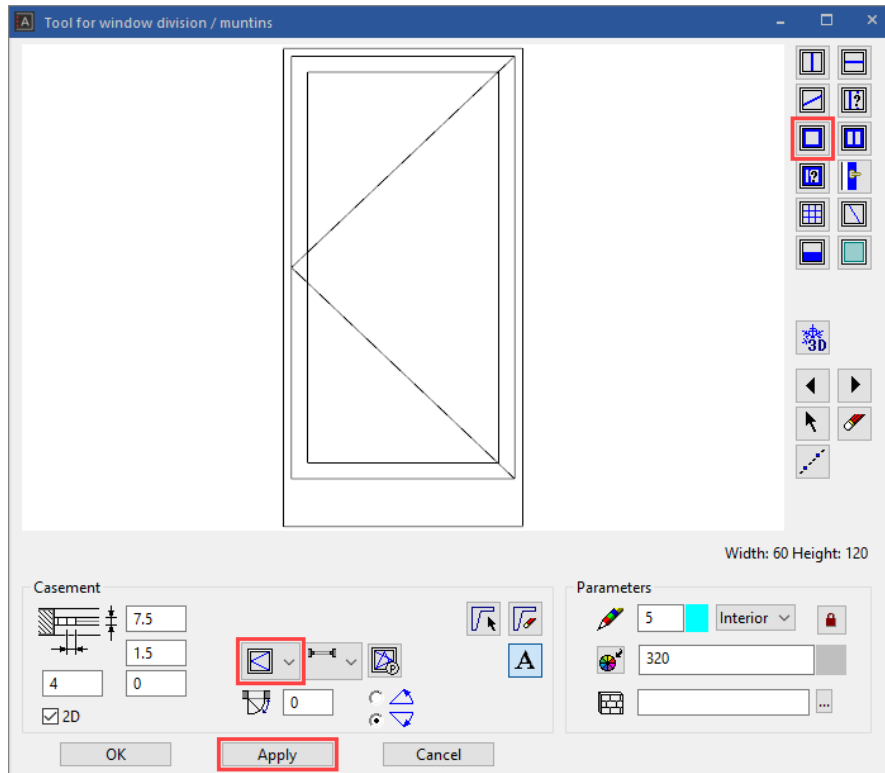 A Tool for window division / muntins
?
?
3D
Width: 60 Height: 120
Casement
Parameters
7.5
5
Interior
1.5
320
4
0
P
A
0
2D
...
OK
Apply
Cancel